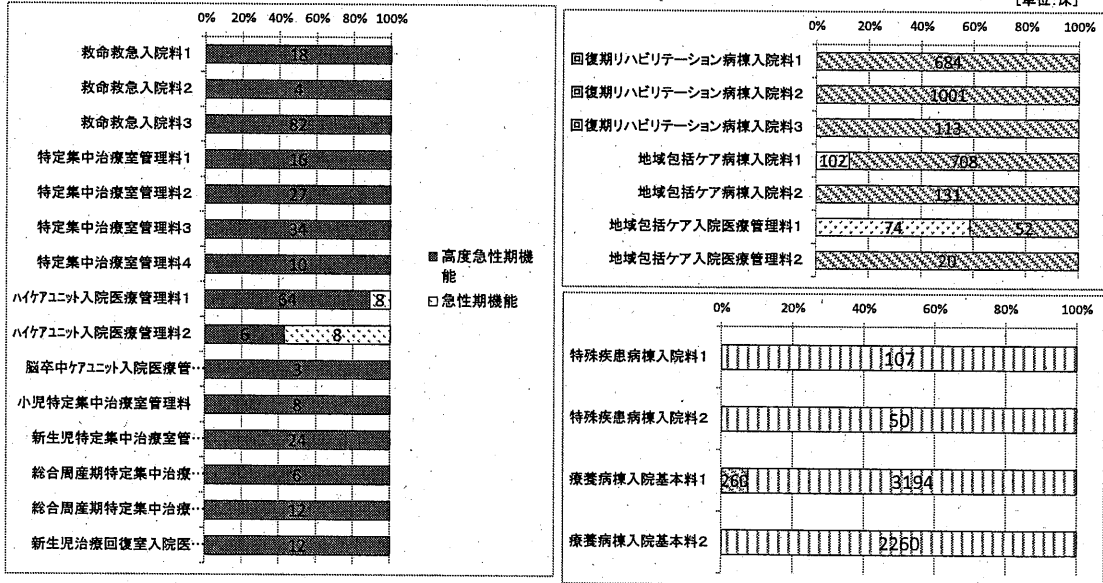 [単位:床]
0% 20% 40% 60% 80% 100%
救命救急入院料1 18
救命救急入院料2 4
救命救急入院料3 82
特定集中治療室管理料1 16
特定集中治療室管理料2 27
特定集中治療室管理料3 34
特定集中治療室管理料4 10
ハイケアユニット入院医療管理料1 64 8
ハイケアユニット入院医療管理料2 6 8
脳卒中ケアユニット入院医療管… 3
小児特定集中治療室管理料 8
新生児特定集中治療室管… 24
総合周産期特定集中治療… 6
総合周産期特定集中治療… 12
新生児治療回復室入院医… 12
高度急性期機
能
急性期機能
0% 20% 40% 60% 80% 100%
回復期リハビリテーション病棟入院料1 684
回復期リハビリテーション病棟入院料2 1001
回復期リハビリテーション病棟入院料3 113
地域包括ケア病棟入院料1 102 708
地域包括ケア病棟入院料2 131
地域包括ケア入院医療管理料1 74 52
地域包括ケア入院医療管理料2 20
0% 20% 40% 60% 80% 100%
特殊疾患病棟入院料1 107
特殊疾患病棟入院料2 50
療養病棟入院基本料1 260 3194
療養病棟入院基本料2 2260